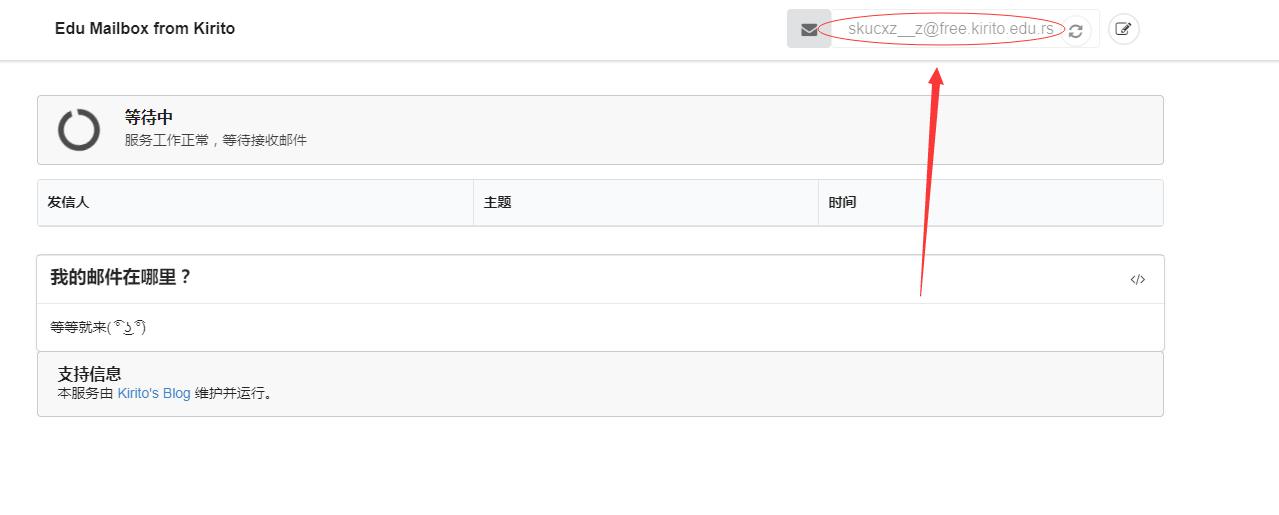 Edu Mailbox from Kirito
skucxz__z@free.kirito.edu.rs
等待中
服务工作正常，等待接收邮件
发信人 主题 时间
我的邮件在哪里？
</>
等等就来( ͡° ͜ʖ ͡°)
支持信息
本服务由 Kirito's Blog 维护并运行。